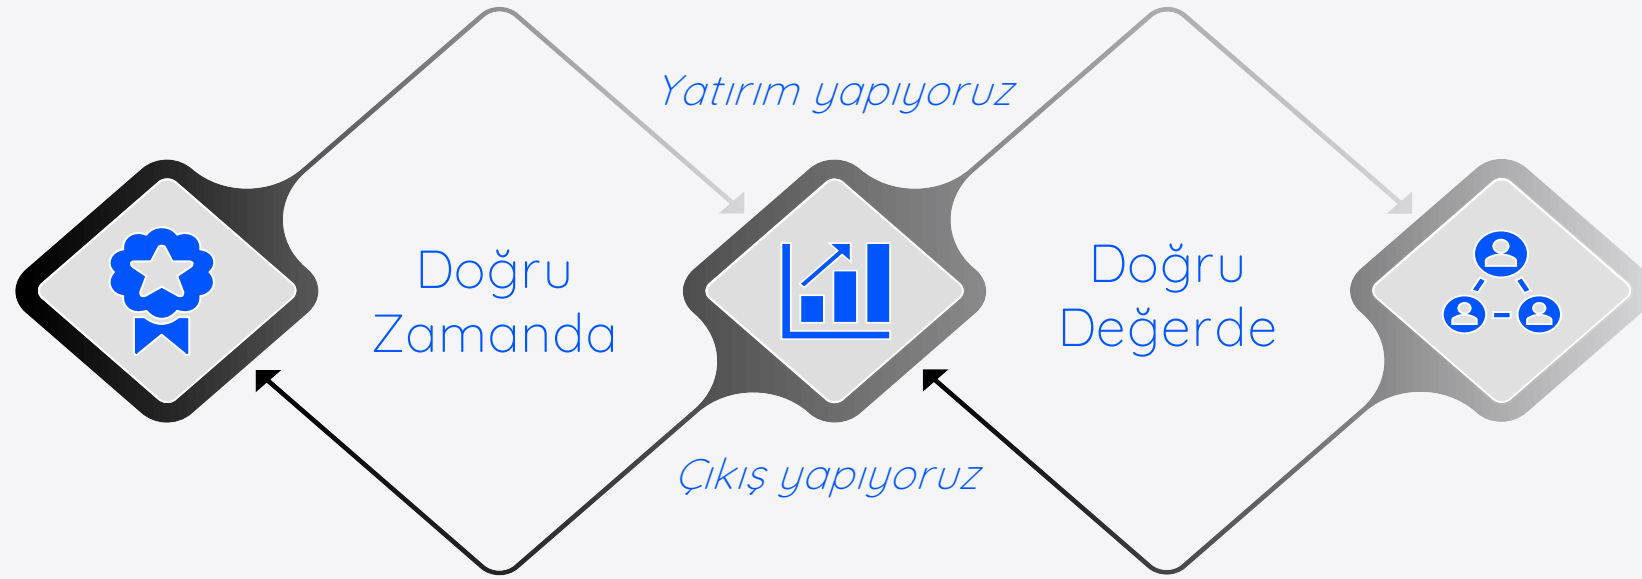 Yatırım yapıyoruz
Doğru
Zamanda
Doğru
Değerde
Çıkış yapıyoruz